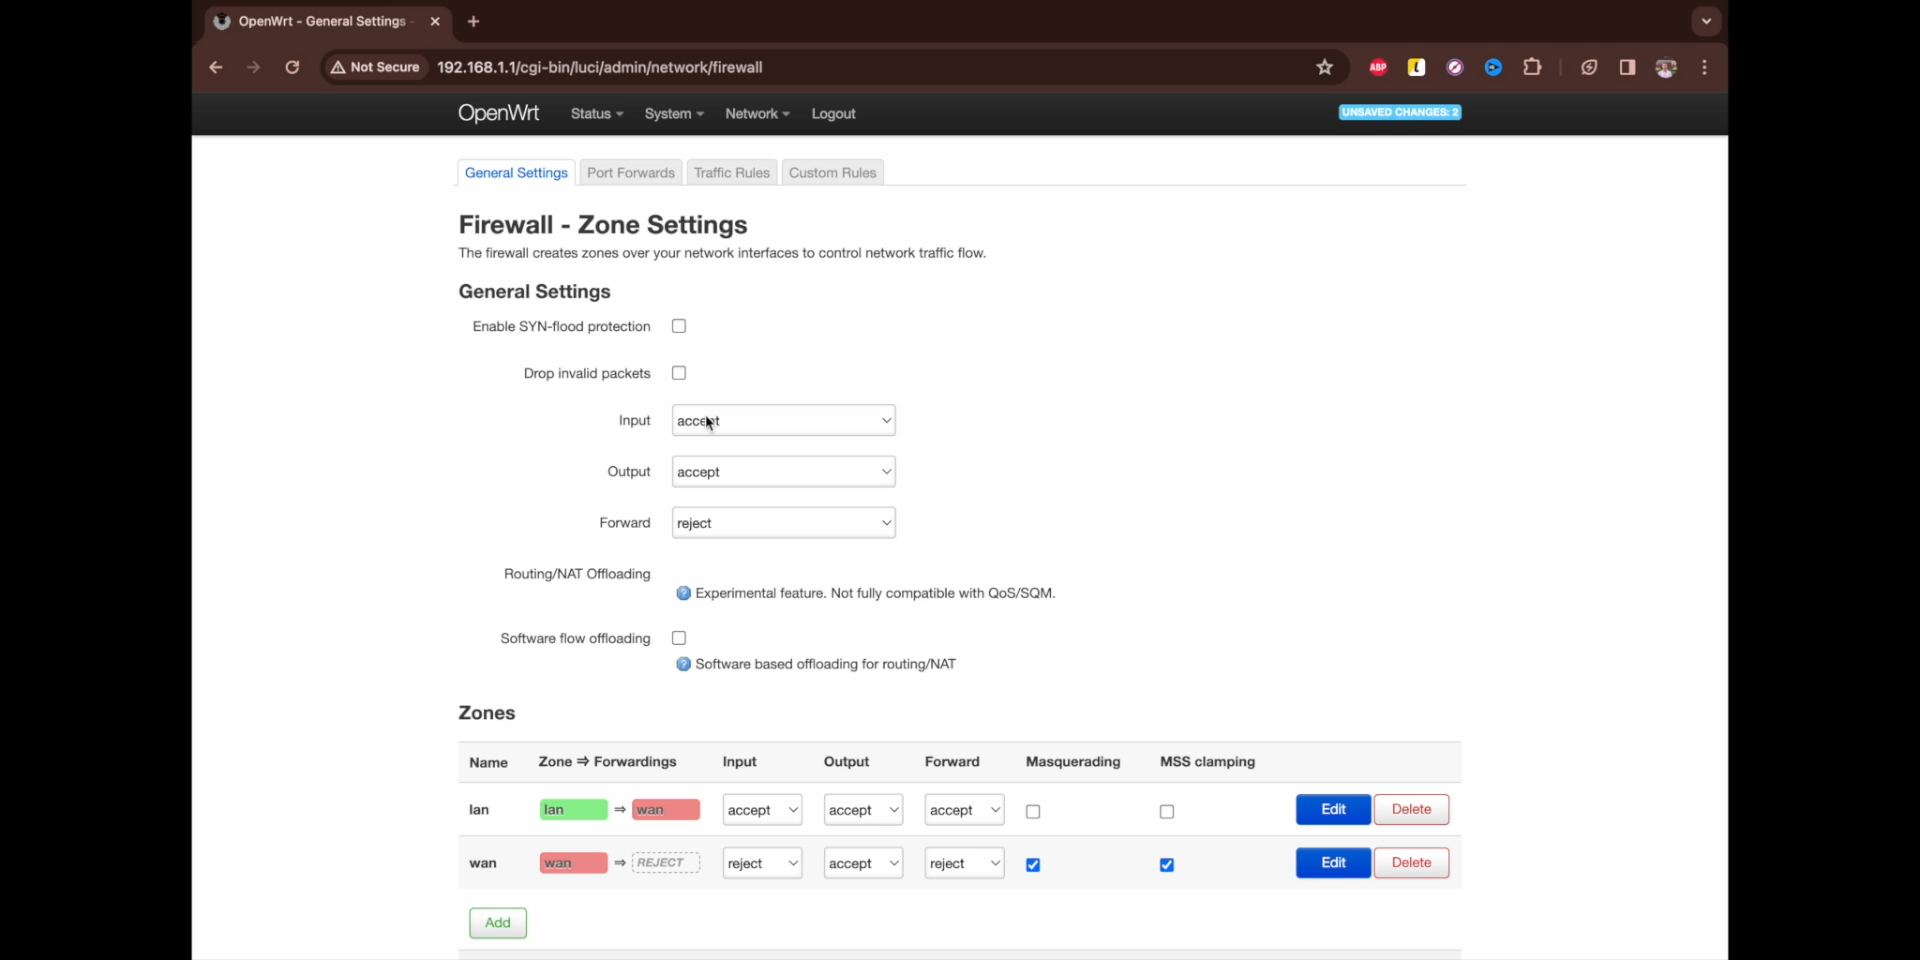 OpenWrt - General Settings -
Not Secure
192.168.1.1/cgi-bin/luci/admin/network/firewall
ABP
OpenWrt
Status
System
Network
Logout
UNSAVED CHANGES: 2
General Settings
Port Forwards
Traffic Rules
Custom Rules
Firewall - Zone Settings
The firewall creates zones over your network interfaces to control network traffic flow.
General Settings
Enable SYN-flood protection
Drop invalid packets
Input accept
Output accept
Forward reject
Routing/NAT Offloading
Experimental feature. Not fully compatible with QoS/SQM.
Software flow offloading
Software based offloading for routing/NAT
Zones
Name Zone ⇒ Forwardings Input Output Forward Masquerading MSS clamping
lan lan ⇒ wan accept accept accept Edit Delete
wan wan ⇒ REJECT reject accept reject Edit Delete
Add